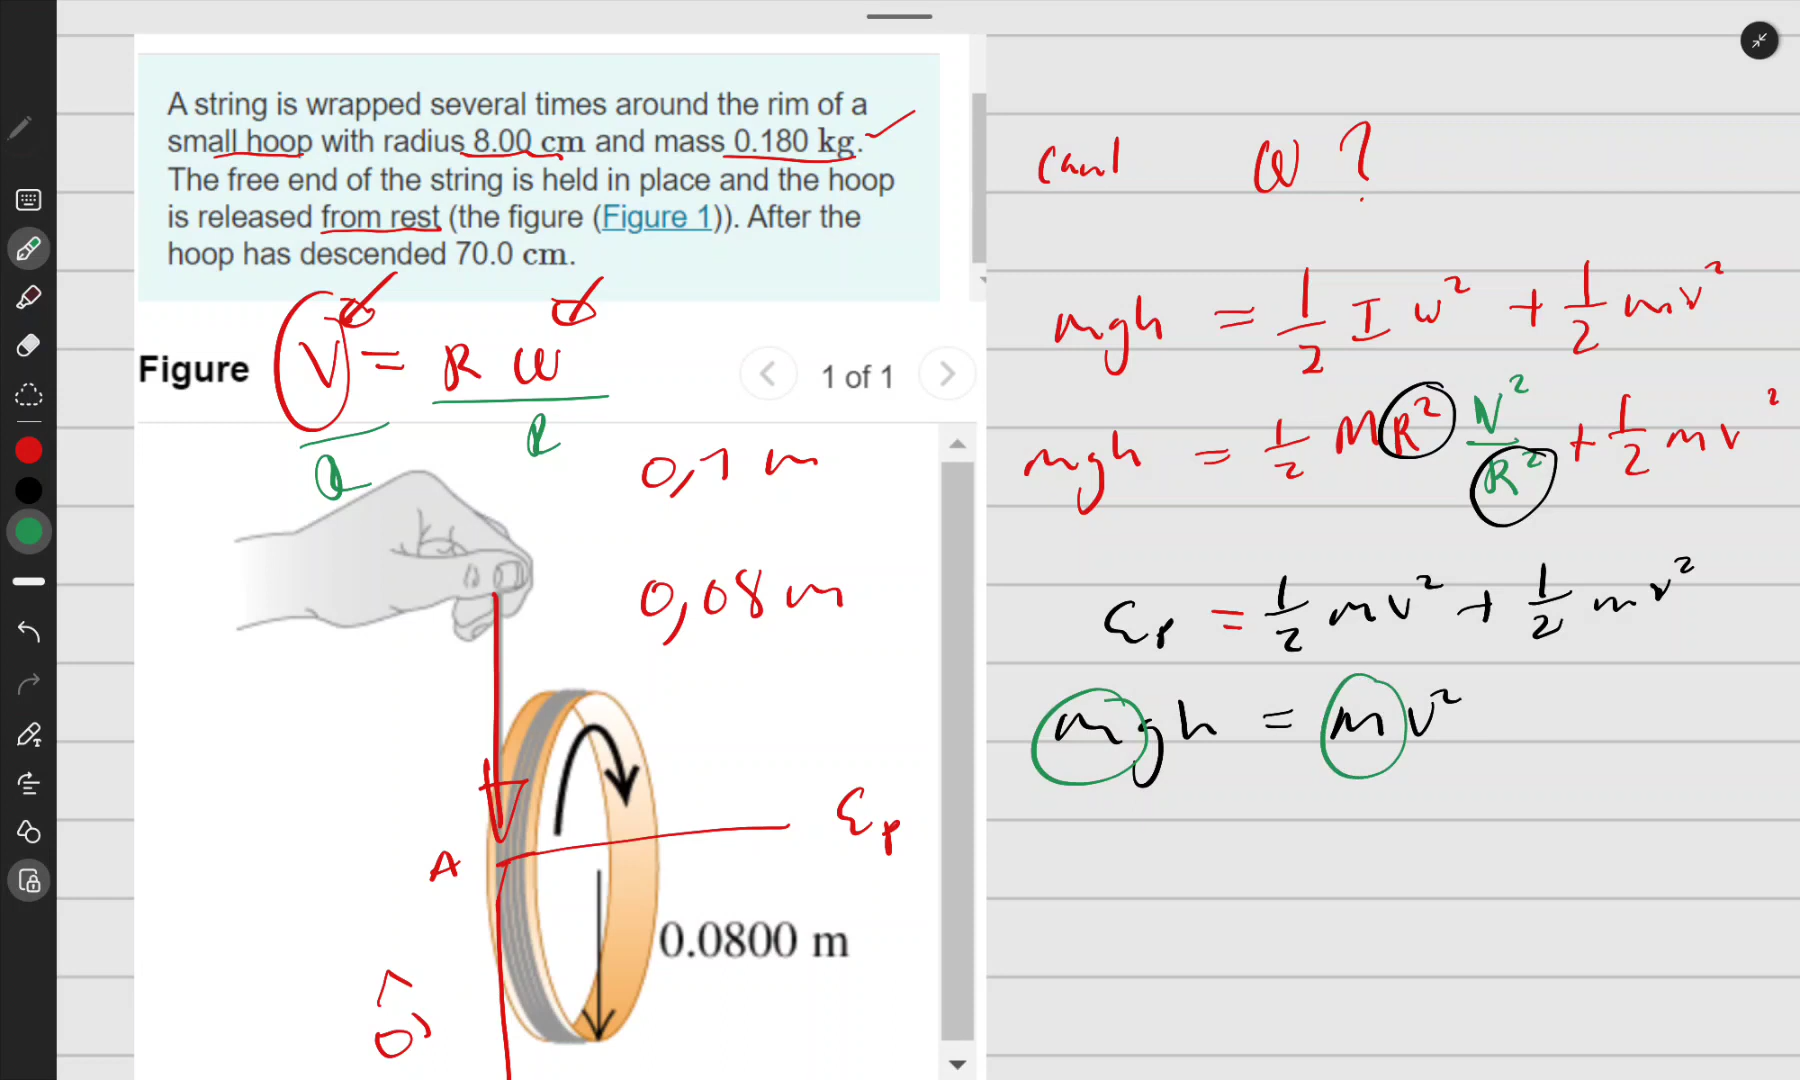 A string is wrapped several times around the rim of a
small hoop with radius 8.00 cm and mass 0.180 kg.
The free end of the string is held in place and the hoop
is released from rest (the figure (Figure 1)). After the
hoop has descended 70.0 cm.
V = R ω
R R
Figure
1 of 1
0,7 m
0,08 m
A
Ep
0.0800 m
ω ?
mgh = 1/2 I ω² + 1/2 mv²
mgh = 1/2 MR² V²/R² + 1/2 mv²
Ep = 1/2 mv² + 1/2 mv²
mgh = mv²